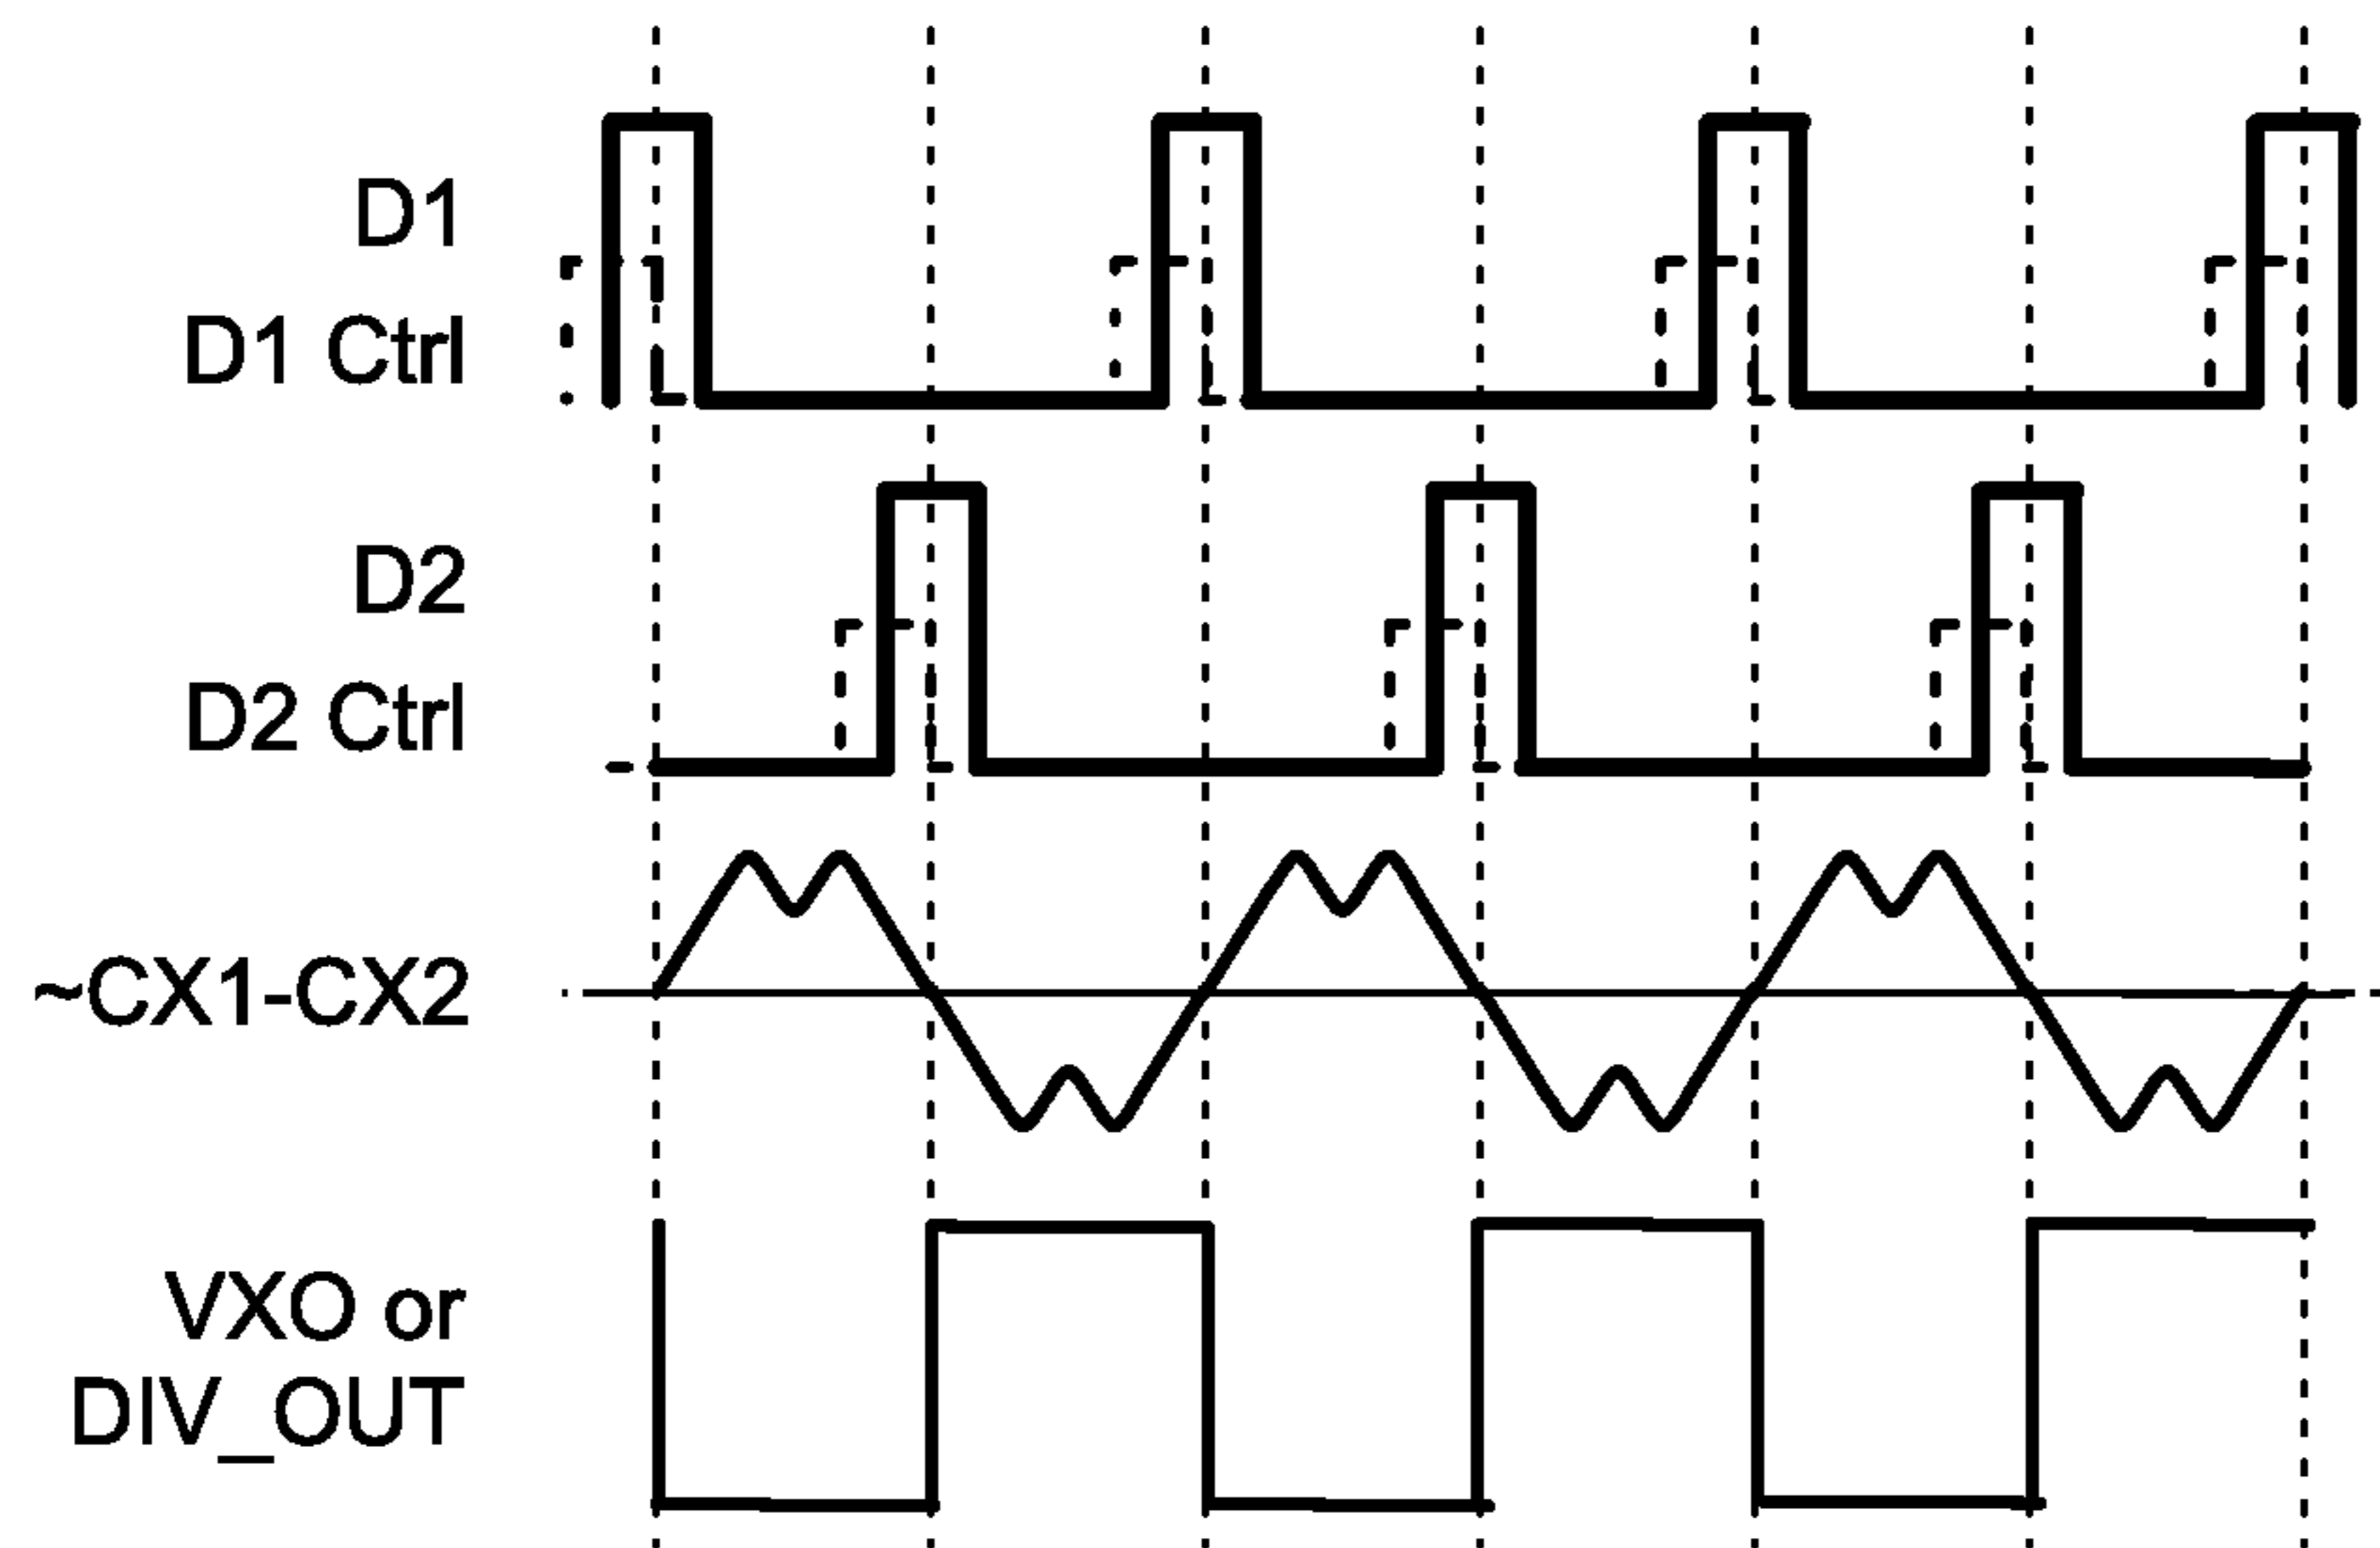 D1
D1 Ctrl
D2
D2 Ctrl
~CX1-CX2
VXO or
DIV_OUT